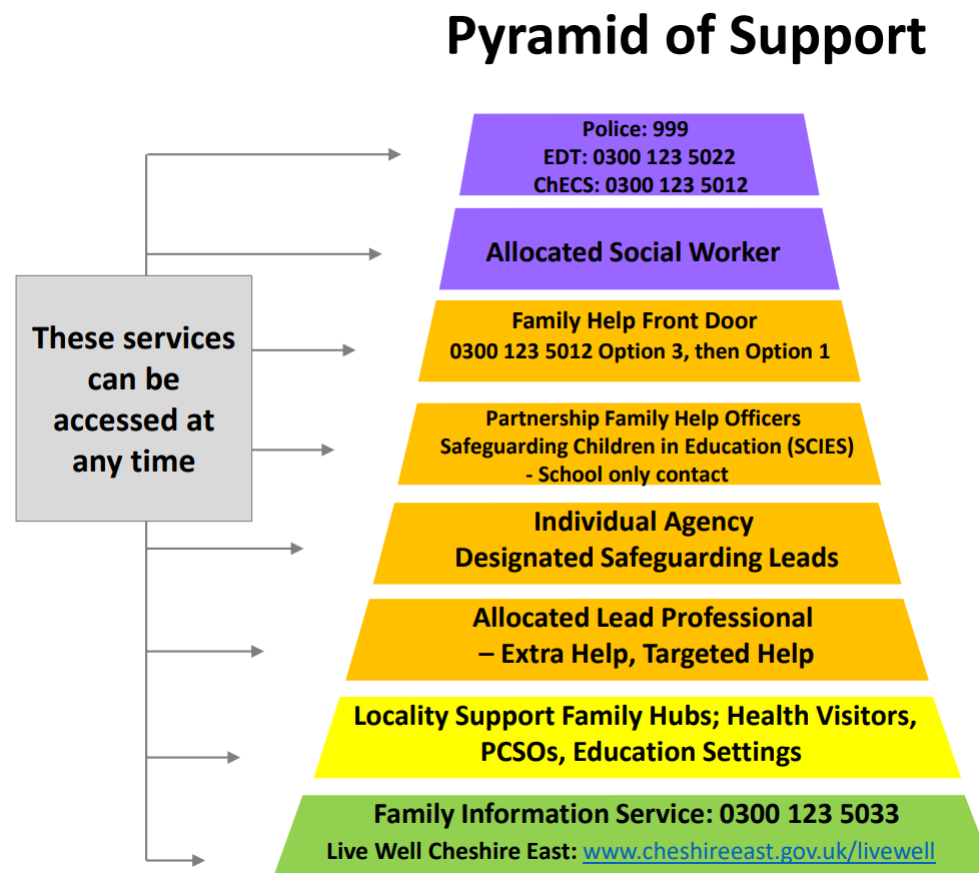 Pyramid of Support
Police: 999
EDT: 0300 123 5022
ChECS: 0300 123 5012
Allocated Social Worker
These services
can be
accessed at
any time
Family Help Front Door
0300 123 5012 Option 3, then Option 1
Partnership Family Help Officers
Safeguarding Children in Education (SCIES)
- School only contact
Individual Agency
Designated Safeguarding Leads
Allocated Lead Professional
– Extra Help, Targeted Help
Locality Support Family Hubs; Health Visitors,
PCSOs, Education Settings
Family Information Service: 0300 123 5033
Live Well Cheshire East: www.cheshireeast.gov.uk/livewell